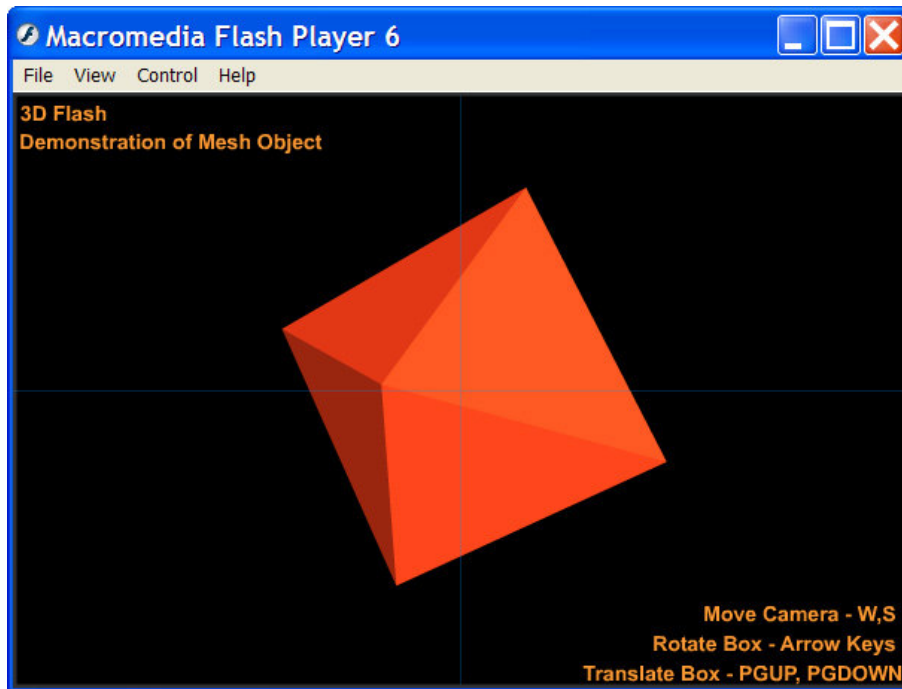 Macromedia Flash Player 6
File View Control Help
3D Flash
Demonstration of Mesh Object
Move Camera - W,S
Rotate Box - Arrow Keys
Translate Box - PGUP, PGDOWN